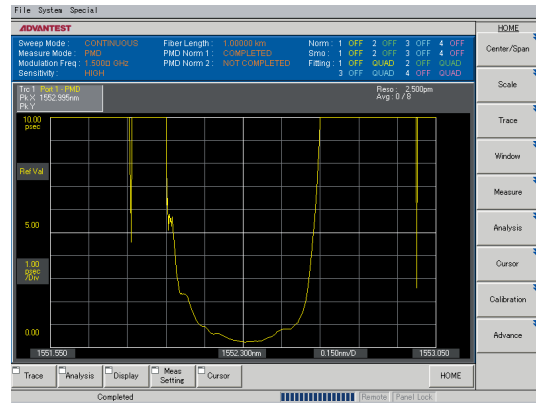 File System Special
ADVANTEST
HOME
Sweep Mode : CONTINUOUS Fiber Length : 1.00000 km Norm : 1 OFF 2 OFF 3 OFF 4 OFF
Measure Mode : PMD PMD Norm 1 : COMPLETED Smo : 1 OFF 2 OFF 3 OFF 4 OFF
Modulation Freq : 1.500 GHz PMD Norm 2 : NOT COMPLETED Fitting : 1 OFF QUAD 2 OFF QUAD
Sensitivity : HIGH 3 OFF QUAD 4 OFF QUAD
Center/Span
Scale
Trace
Window
Measure
Analysis
Cursor
Calibration
Advance
Trc 1 Port 1 - PMD Reso : 2.500pm
Pk.X 1552.995nm Avg : 0 / 8
Pk.Y
10.00
psec
Ref Val
5.00
1.00
psec
/Div
0.00
1551.550 1552.300nm 0.150nm/D 1553.050
Trace Analysis Display Meas Setting Cursor HOME
Completed Remote Panel Lock